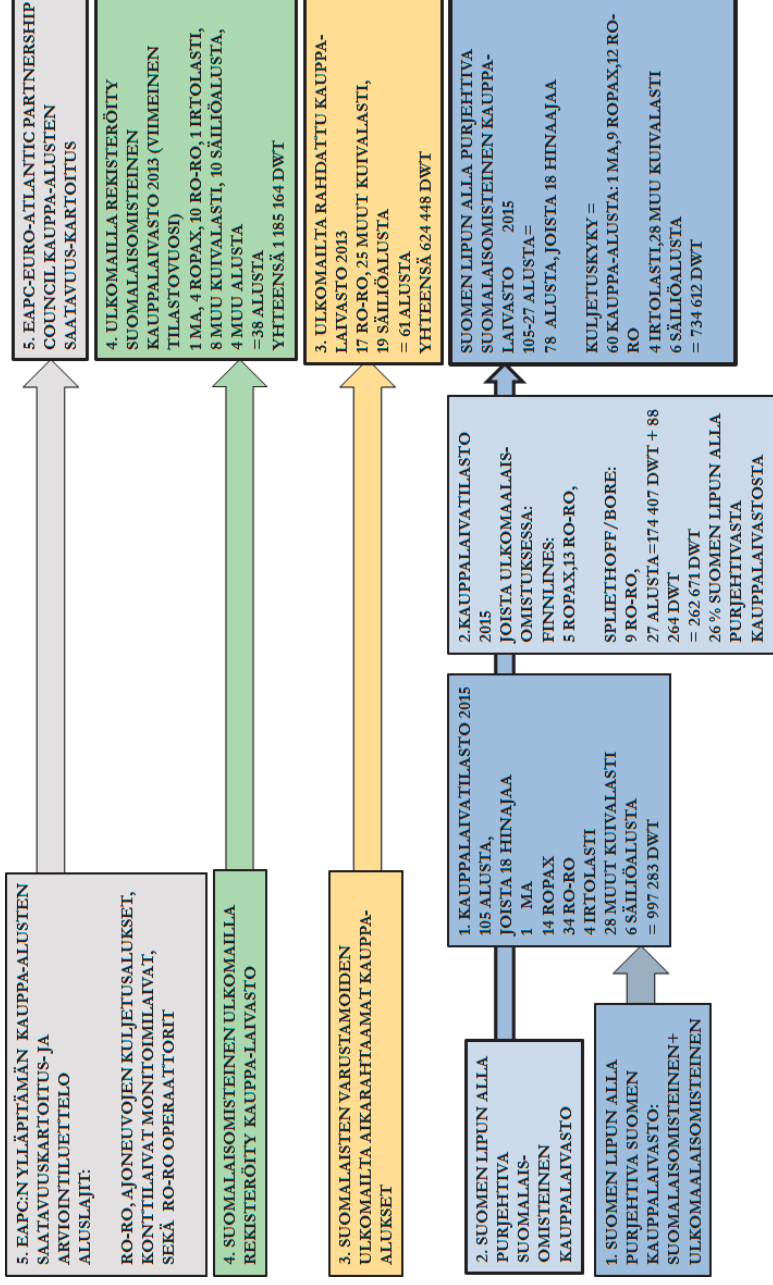 5. EAPC:N YLLÄPITÄMÄN KAUPPA-ALUSTEN
SAATAVUUSKARTOITUS- JA
ARVIOINTILUETTELO
ALUSLAJIT:
RO-RO, AJONEUVOJEN KULJETUSALUKSET,
KONTTILAIVAT MONITOIMILAIVAT,
SEKÄ RO-RO OPERAATTORIT
5. EAPC-EURO-ATLANTIC PARTNERSHIP
COUNCIL KAUPPA-ALUSTEN
SAATAVUUS-KARTOITUS
4. SUOMALAISOMISTEINEN ULKOMAILLA
REKISTERÖITY KAUPPA-LAIVASTO
4. ULKOMAILLA REKISTERÖITY
SUOMALAISOMISTEINEN
KAUPPALAIVASTO 2013 (VIIMEINEN
TILASTOVUOSI)
1 MA, 4 ROPAX, 10 RO-RO, 1 IRTOLASTI,
8 MUU KUIVALASTI, 10 SÄILIÖALUSTA,
4 MUU ALUSTA
=38 ALUSTA
YHTEENSÄ 1 185 164 DWT
3. SUOMALAISTEN VARUSTAMOIDEN
ULKOMAILTA AIKARAHTAAMAT KAUPPA-
ALUKSET
3. ULKOMAILTA RAHDATTU KAUPPA-
LAIVASTO 2013
17 RO-RO, 25 MUUT KUIVALASTI,
19 SÄILIÖALUSTA
= 61 ALUSTA
YHTEENSÄ 624 448 DWT
2. SUOMEN LIPUN ALLA
PURJEHTIVA
SUOMALAIS-
OMISTEINEN
KAUPPALAIVASTO
1. SUOMEN LIPUN ALLA
PURJEHTIVA SUOMEN
KAUPPALAIVASTO:
SUOMALAISOMISTEINEN+
ULKOMAALAISOMISTEINEN
1. KAUPPALAIVATILASTO 2015
105 ALUSTA,
JOISTA 18 HINAJAA
1 MA
14 ROPAX
34 RO-RO
4 IRTOLASTI
28 MUUT KUIVALASTI
6 SÄILIÖALUSTA
= 997 283 DWT
2.KAUPPALAIVATILASTO
2015
JOISTA ULKOMAALAIS-
OMISTUKSESSA:
FINNLINES:
5 ROPAX,13 RO-RO,
SPLIETHOFF/BORE:
9 RO-RO,
27 ALUSTA=174 407 DWT + 88
264 DWT
= 262 671 DWT
26 % SUOMEN LIPUN ALLA
PURJEHTIVASTA
KAUPPALAIVASTOSTA
SUOMEN LIPUN ALLA PURJEHTIVA
SUOMALAISOMISTEINEN KAUPPA-
LAIVASTO 2015
105-27 ALUSTA=
78 ALUSTA, JOISTA 18 HINAAJAA
KULJETUSKYKY =
60 KAUPPA-ALUSTA: 1 MA,9 ROPAX,12 RO-
RO
4 IRTOLASTI,28 MUU KUIVALASTI
6 SÄILIÖALUSTA
= 734 612 DWT